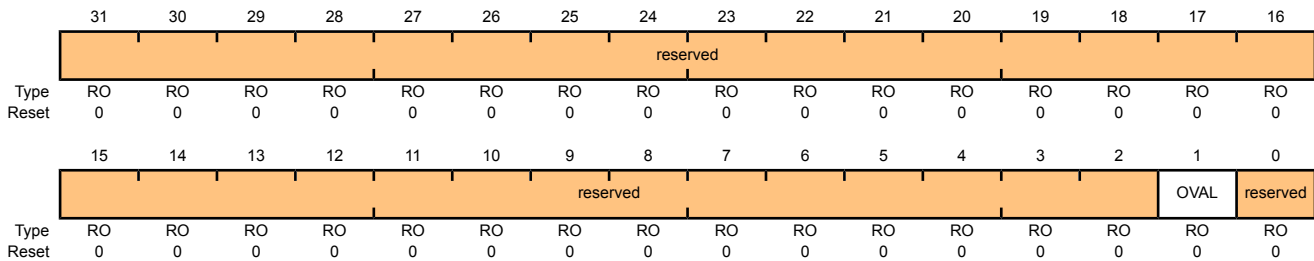 31 30 29 28 27 26 25 24 23 22 21 20 19 18 17 16
reserved
Type RO RO RO RO RO RO RO RO RO RO RO RO RO RO RO RO
Reset 0 0 0 0 0 0 0 0 0 0 0 0 0 0 0 0
15 14 13 12 11 10 9 8 7 6 5 4 3 2 1 0
reserved OVAL reserved
Type RO RO RO RO RO RO RO RO RO RO RO RO RO RO RO RO
Reset 0 0 0 0 0 0 0 0 0 0 0 0 0 0 0 0